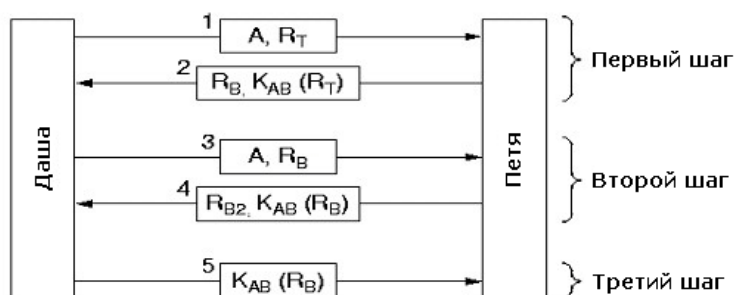 Даша
Петя
1
A, R_T
2
R_B, K_AB (R_T)
Первый шаг
3
A, R_B
4
R_B2, K_AB (R_B)
Второй шаг
5
K_AB (R_B)
Третий шаг